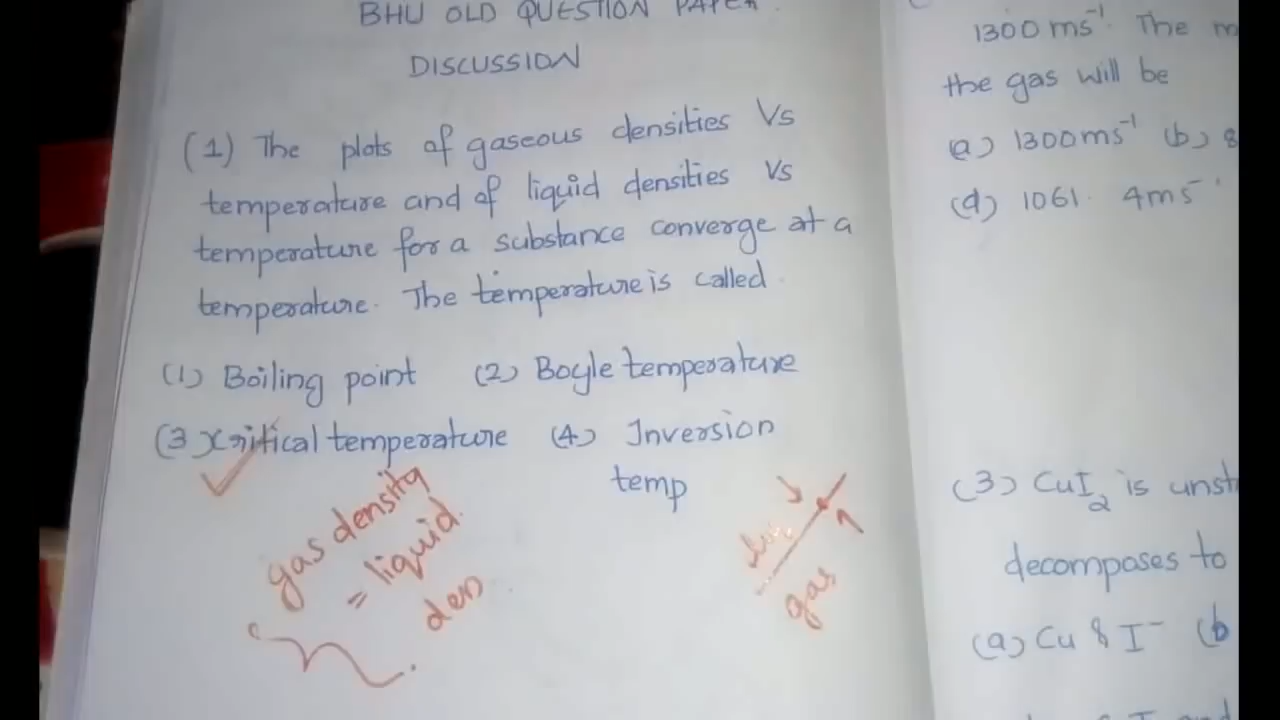 BHU OLD QUESTION PAPER
DISCUSSION
(1) The plots of gaseous densities Vs
temperature and of liquid densities Vs
temperature for a substance converge at a
temperature. The temperature is called.
(1) Boiling point (2) Boyle temperature
(3) Critical temperature (4) Inversion
temp
gas density
= liquid
den
gas
1300 ms⁻¹. The
the gas will be
(a) 1300 ms⁻¹ (b)
(d) 1061. 4ms⁻¹
(3) CuI₂ is
decomposes to
(a) Cu & I⁻ (b